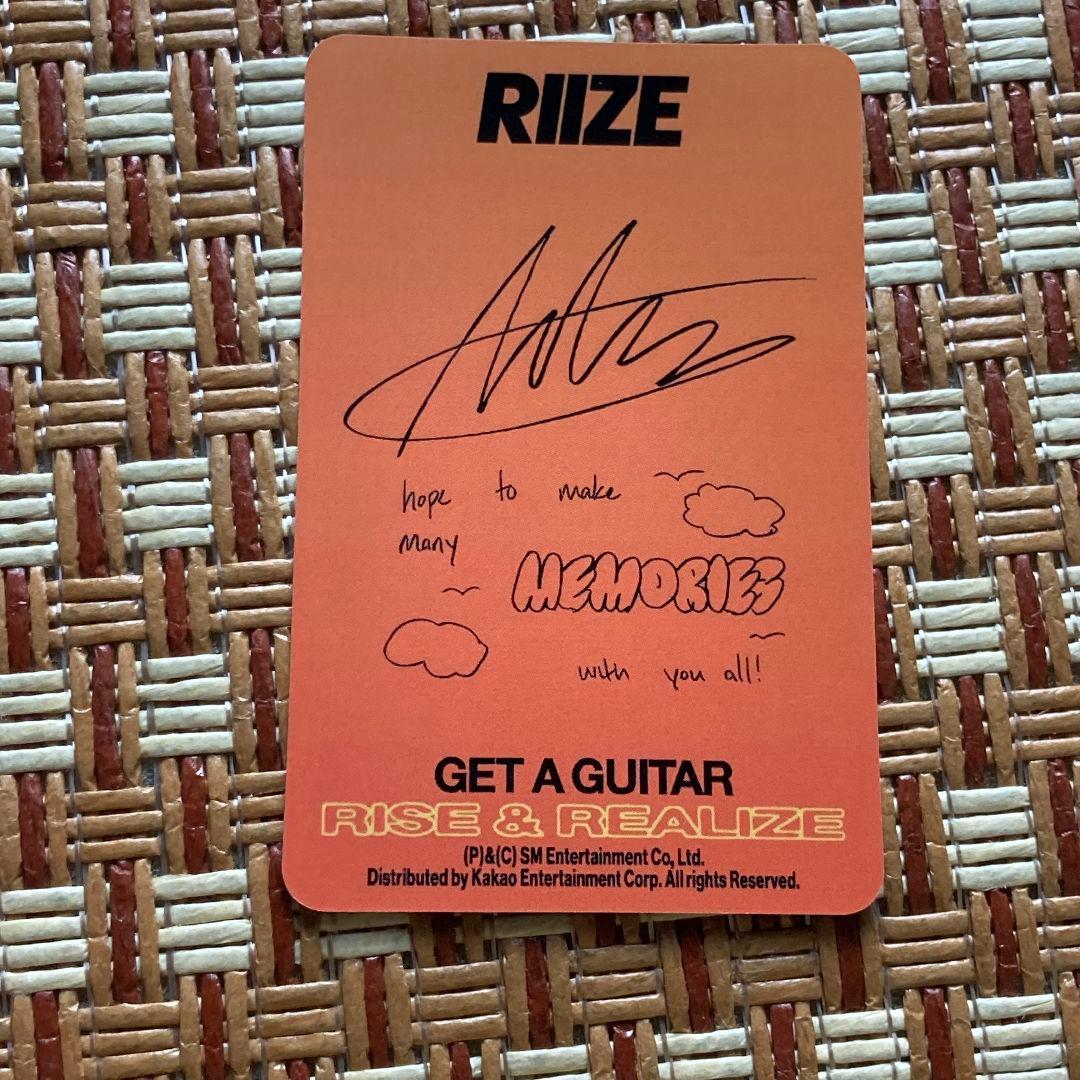 RIIZE
hope to make
many MEMORIES
with you all!
GET A GUITAR
RISE & REALIZE
(P)&(C) SM Entertainment Co., Ltd.
Distributed by Kakao Entertainment Corp. All rights Reserved.